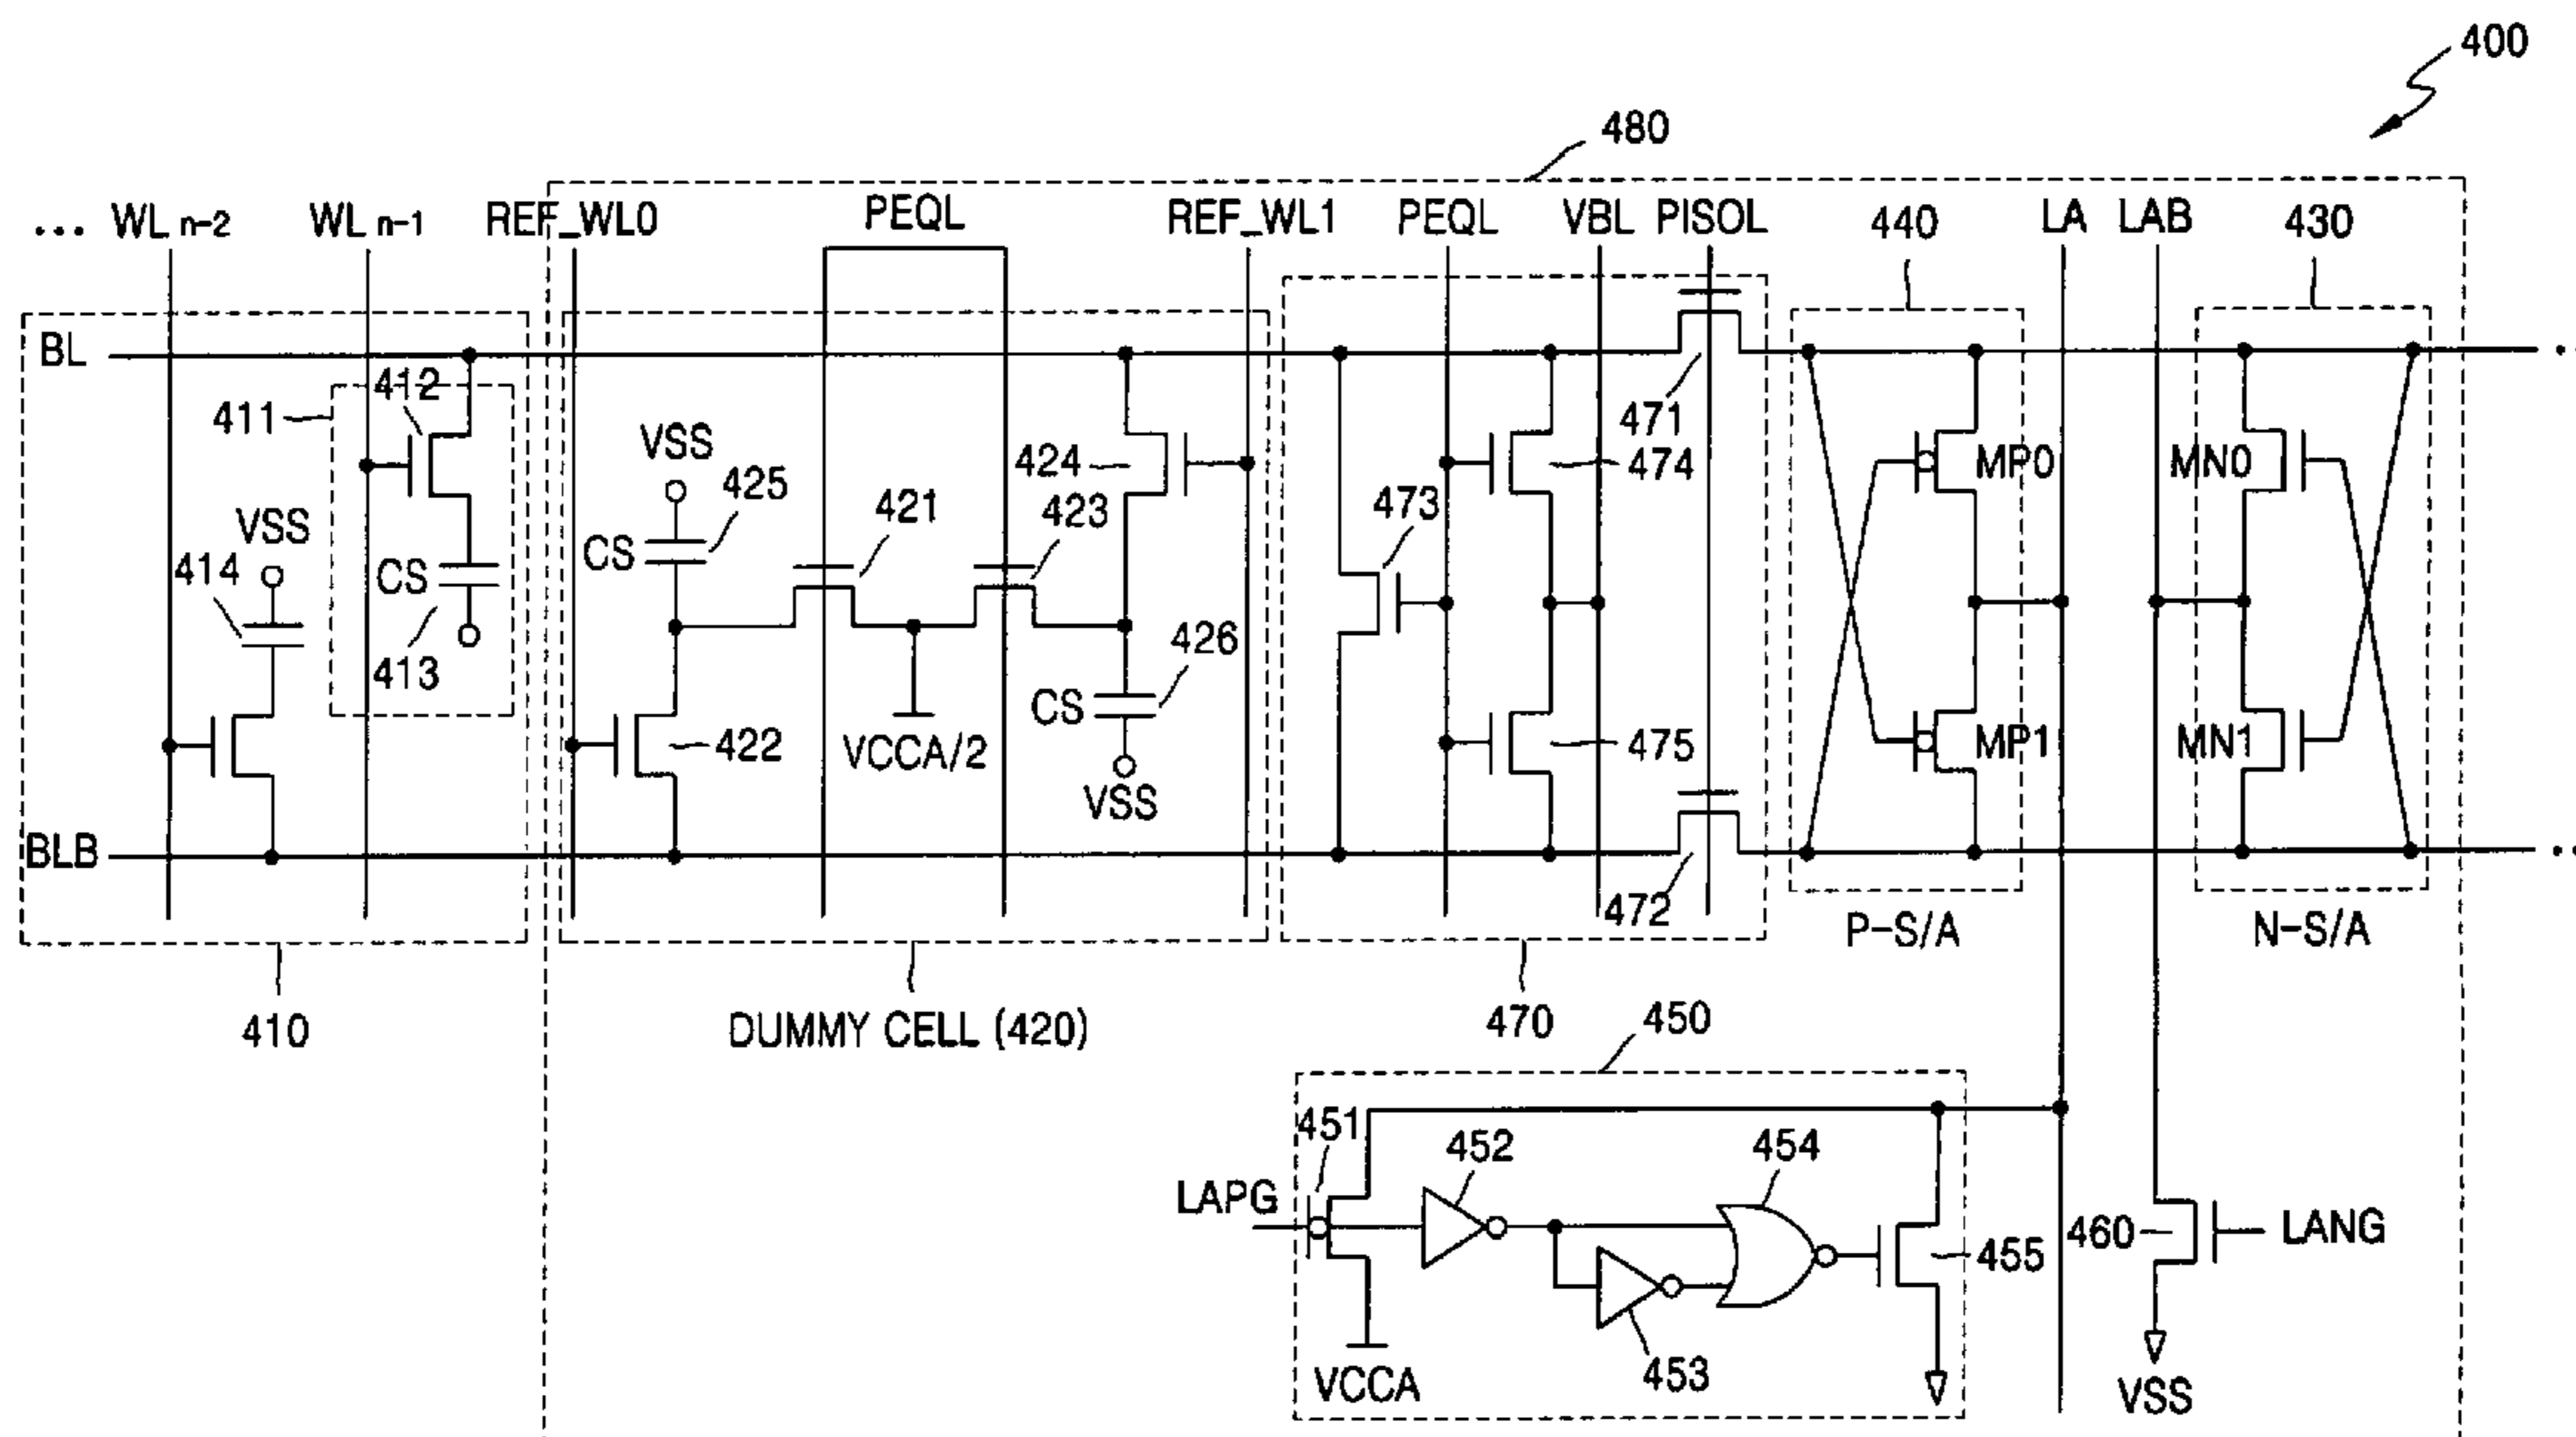 400
480
... WL n-2 WL n-1 REF_WL0 PEQL REF_WL1 PEQL VBL PISOL 440 LA LAB 430
BL
412
411
471
VSS
424
474
MP0
MN0
VSS
425
421
423
473
414
CS
CS
413
426
CS
422
VCCA/2
475
MP1
MN1
VSS
BLB
472
P-S/A
N-S/A
410
DUMMY CELL (420)
470
450
451
452
454
LAPG
455
460
LANG
453
VCCA
VSS